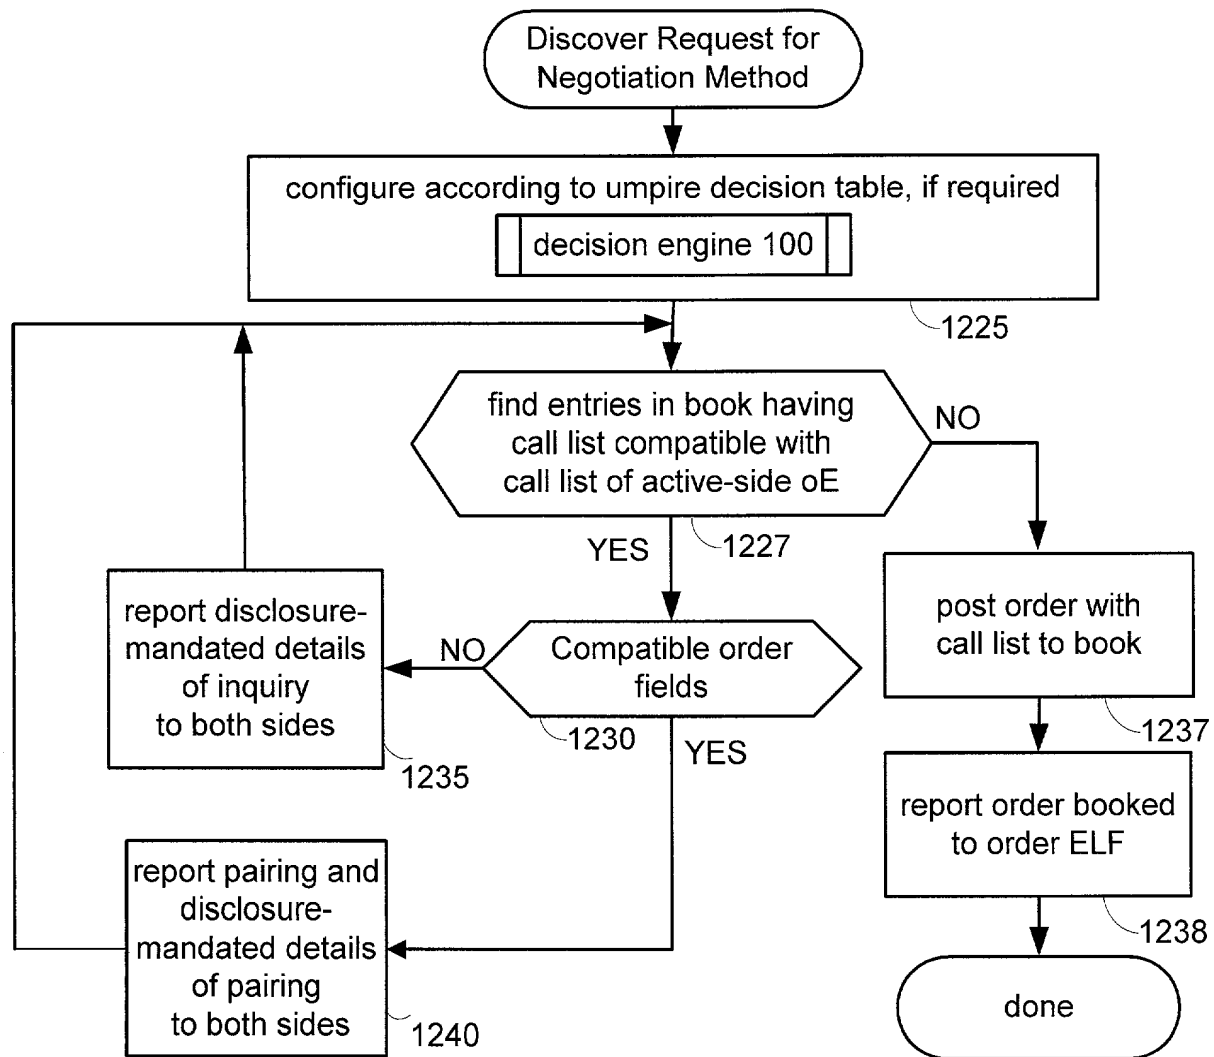 Discover Request for
Negotiation Method
configure according to umpire decision table, if required
decision engine 100
1225
find entries in book having
call list compatible with
call list of active-side oE
NO
1227
YES
post order with
call list to book
1237
Compatible order
fields
NO
1230
YES
report disclosure-
mandated details
of inquiry
to both sides
1235
report order booked
to order ELF
1238
report pairing and
disclosure-
mandated details
of pairing
to both sides
1240
done